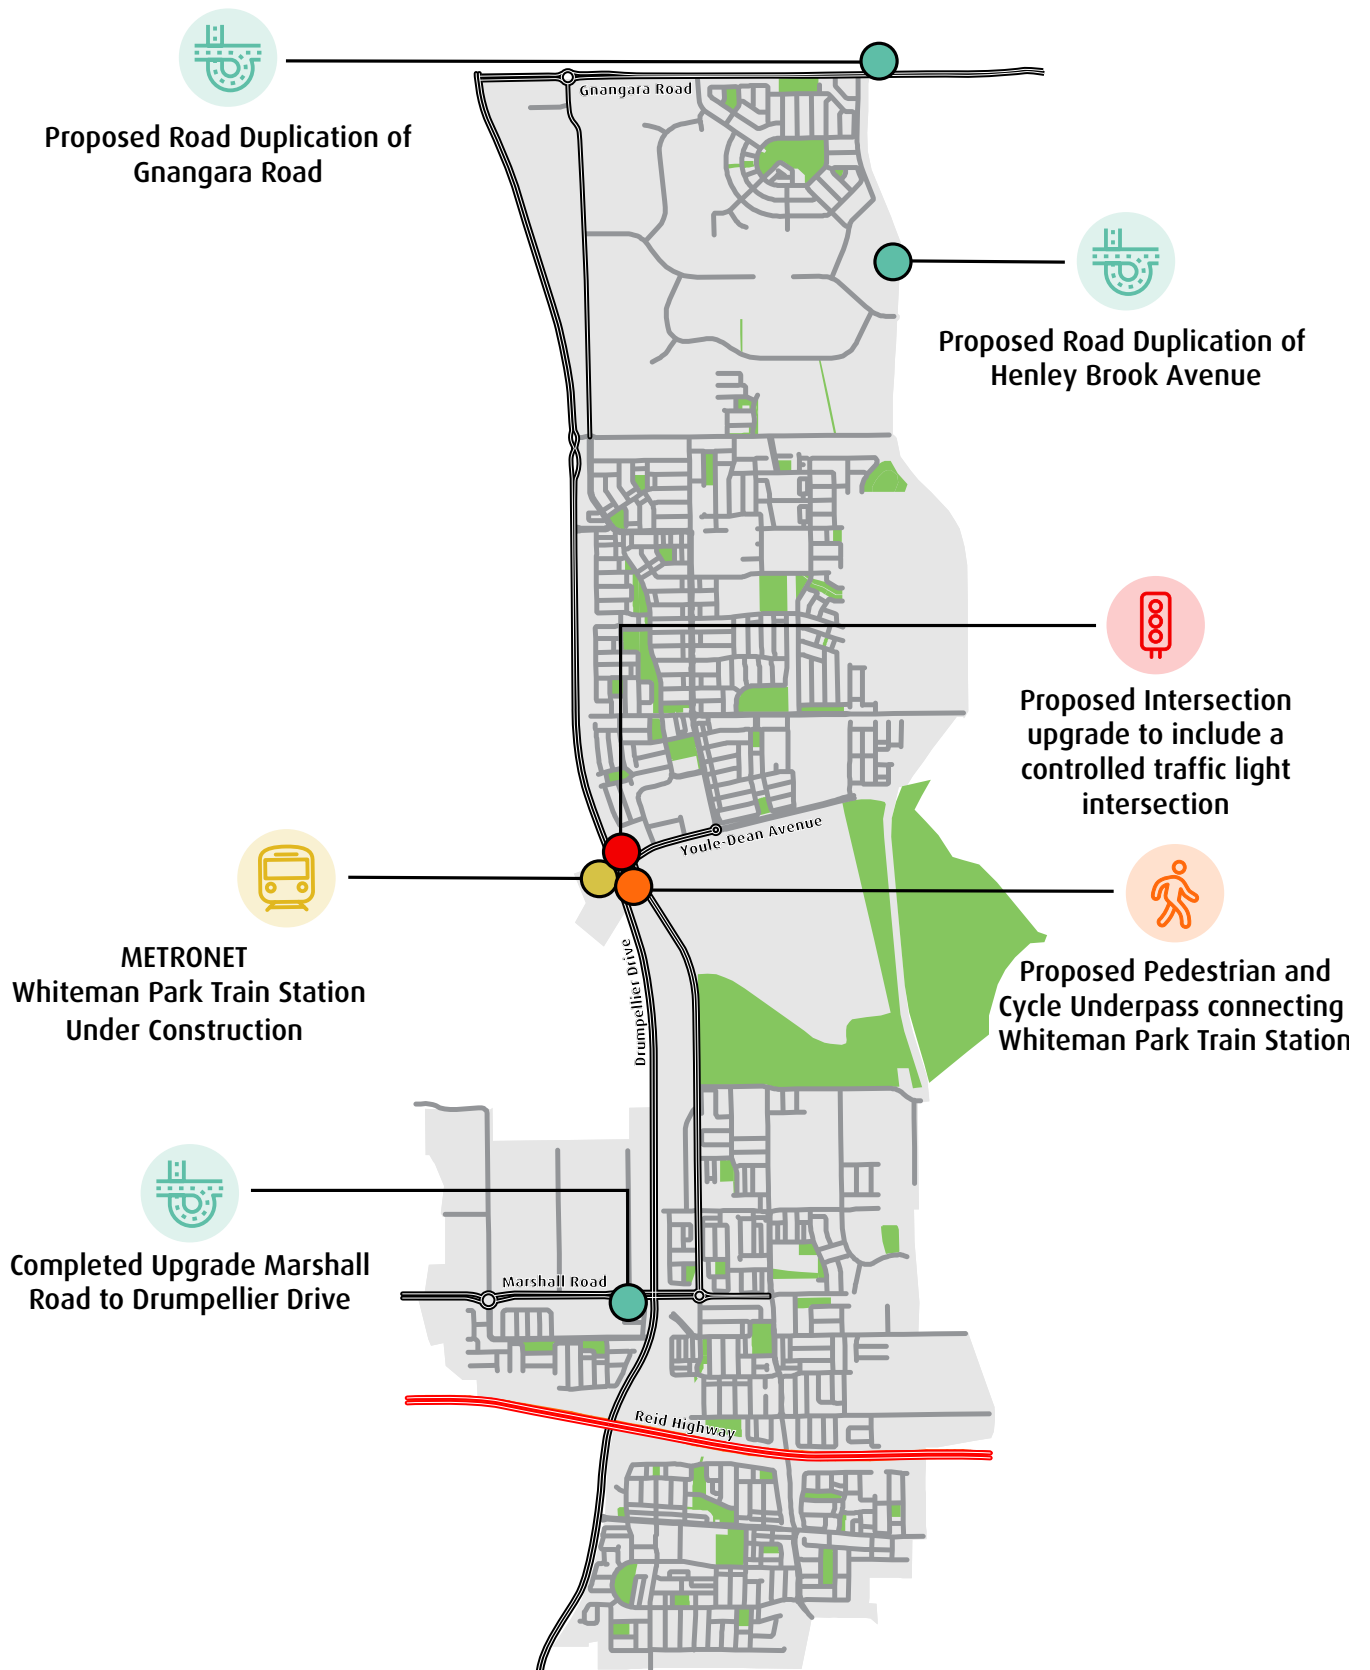 Gnangara Road
Proposed Road Duplication of
Gnangara Road
Proposed Road Duplication of
Henley Brook Avenue
Proposed Intersection
upgrade to include a
controlled traffic light
intersection
Youle-Dean Avenue
METRONET
Whiteman Park Train Station
Under Construction
Drumpellier Drive
Proposed Pedestrian and
Cycle Underpass connecting
Whiteman Park Train Station
Completed Upgrade Marshall
Road to Drumpellier Drive
Marshall Road
Reid Highway